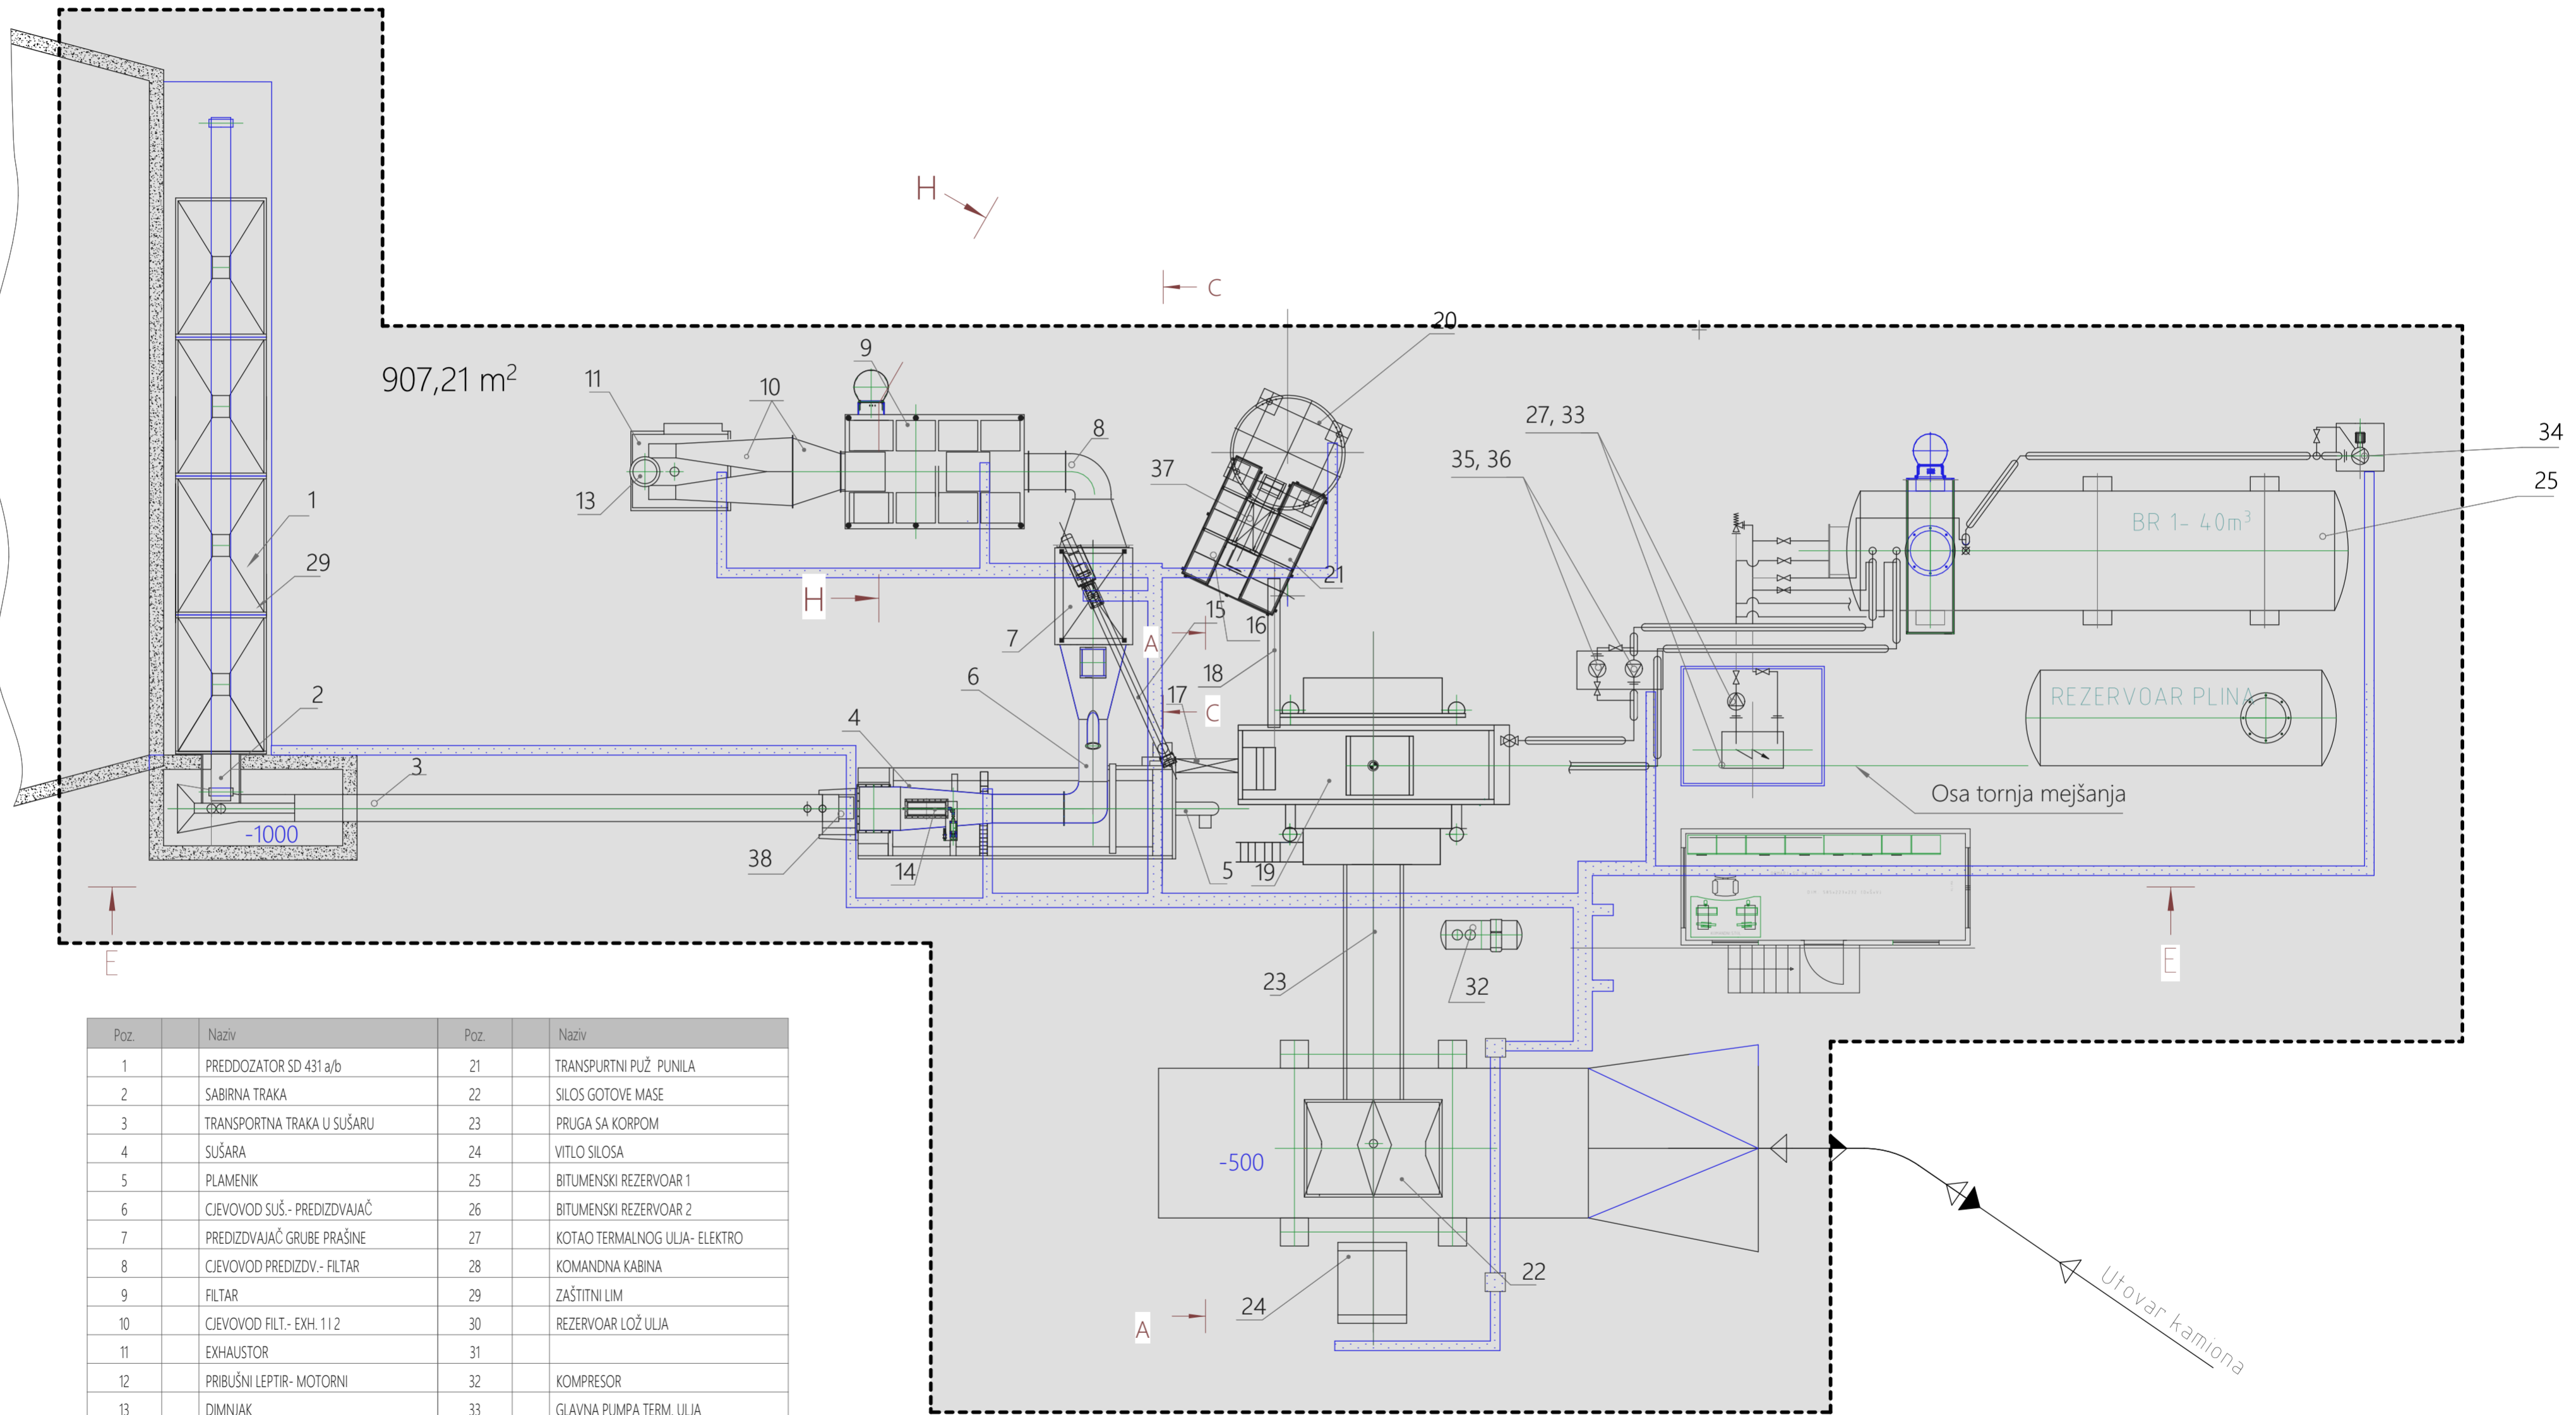 H
C
20
907,21 m²
9
11
10
27, 33
8
34
35, 36
37
25
13
BR 1- 40m³
1
29
21
H
15
16
7
A
18
6
17
2
REZERVOAR PLINA
4
C
3
Osa tornja mejšanja
-1000
38
14
5
19
E
23
32
E
Poz. Naziv Poz. Naziv
1 PREDDOZATOR SD 431 a/b 21 TRANSPURTNI PUŽ PUNILA
2 SABIRNA TRAKA 22 SILOS GOTOVE MASE
3 TRANSPORTNA TRAKA U SUŠARU 23 PRUGA SA KORPOM
4 SUŠARA 24 VITLO SILOSA
5 PLAMENIK 25 BITUMENSKI REZERVOAR 1
6 CJEVOVOD SUŠ.- PREDIZDVAJAČ 26 BITUMENSKI REZERVOAR 2
7 PREDIZDVAJAČ GRUBE PRAŠINE 27 KOTAO TERMALNOG ULJA- ELEKTRO
8 CJEVOVOD PREDIZDV.- FILTAR 28 KOMANDNA KABINA
9 FILTAR 29 ZAŠTITNI LIM
10 CJEVOVOD FILT.- EXH. 1 I 2 30 REZERVOAR LOŽ ULJA
11 EXHAUSTOR 31
12 PRIBUŠNI LEPTIR- MOTORNI 32 KOMPRESOR
13 DIMNJAK 33 GLAVNA PUMPA TERM. ULJA
-500
22
24
A
Utovar kamiona